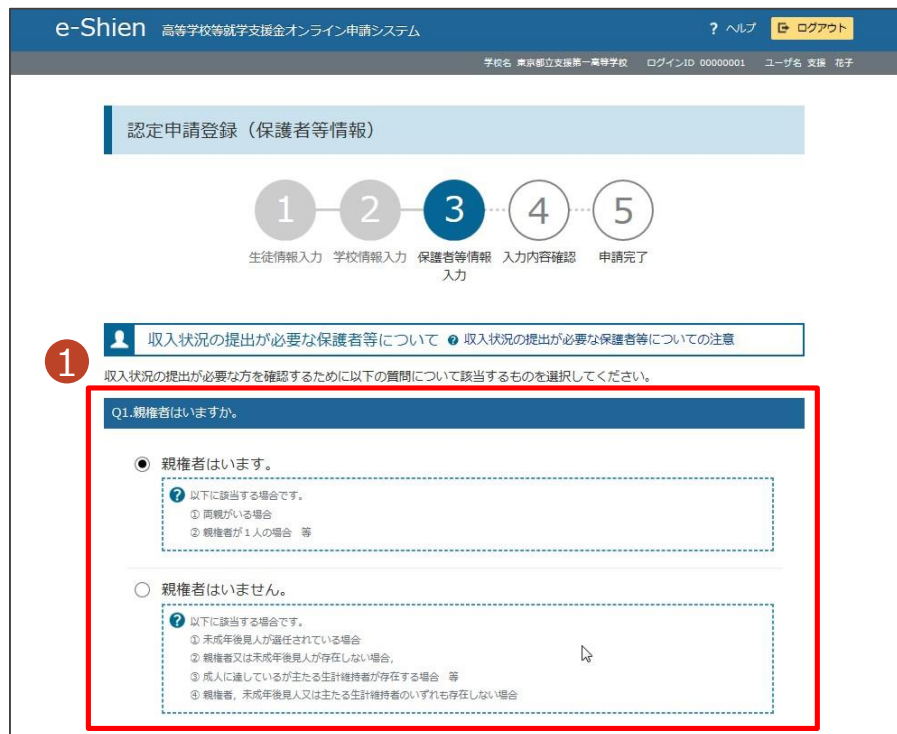 e-Shien 高等学校等就学支援金オンライン申請システム ? ヘルプ ログアウト
学校名 東京都立支援第一高等学校 ログインID 00000001 ユーザ名 支援 花子
認定申請登録（保護者等情報）
1 2 3 4 5
生徒情報入力 学校情報入力 保護者等情報入力 入力内容確認 申請完了
収入状況の提出が必要な保護者等について ? 収入状況の提出が必要な保護者等についての注意
1
収入状況の提出が必要な方を確認するために以下の質問について該当するものを選択してください。
Q1.親権者はいますか。
親権者はいます。
? 以下に該当する場合です。
① 両親がいる場合
② 親権者が１人の場合 等
親権者はいません。
? 以下に該当する場合です。
① 未成年後見人が選任されている場合
② 親権者又は未成年後見人が存在しない場合,
③ 成人に達しているが主たる生計維持者が存在する場合 等
④ 親権者，未成年後見人又は主たる生計維持者のいずれも存在しない場合